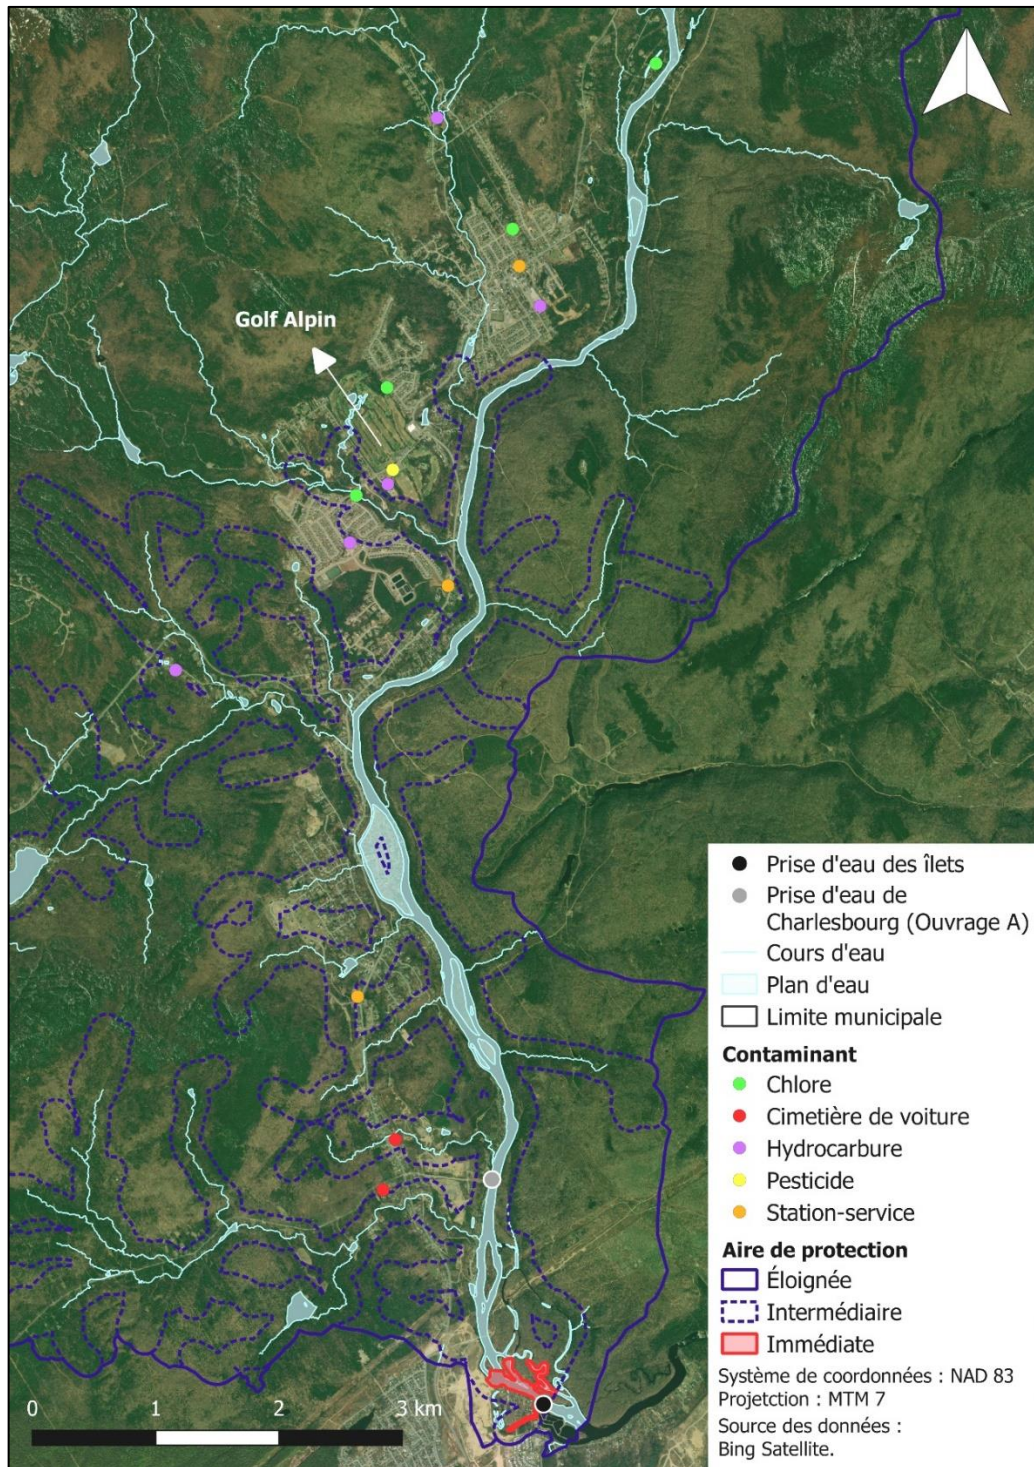 Golf Alpin
Prise d'eau des îlets
Prise d'eau de
Charlesbourg (Ouvrage A)
Cours d'eau
Plan d'eau
Limite municipale
Contaminant
Chlore
Cimetière de voiture
Hydrocarbure
Pesticide
Station-service
Aire de protection
Éloignée
Intermédiaire
Immédiate
Système de coordonnées : NAD 83
Projetction : MTM 7
Source des données :
Bing Satellite.
0 1 2 3 km